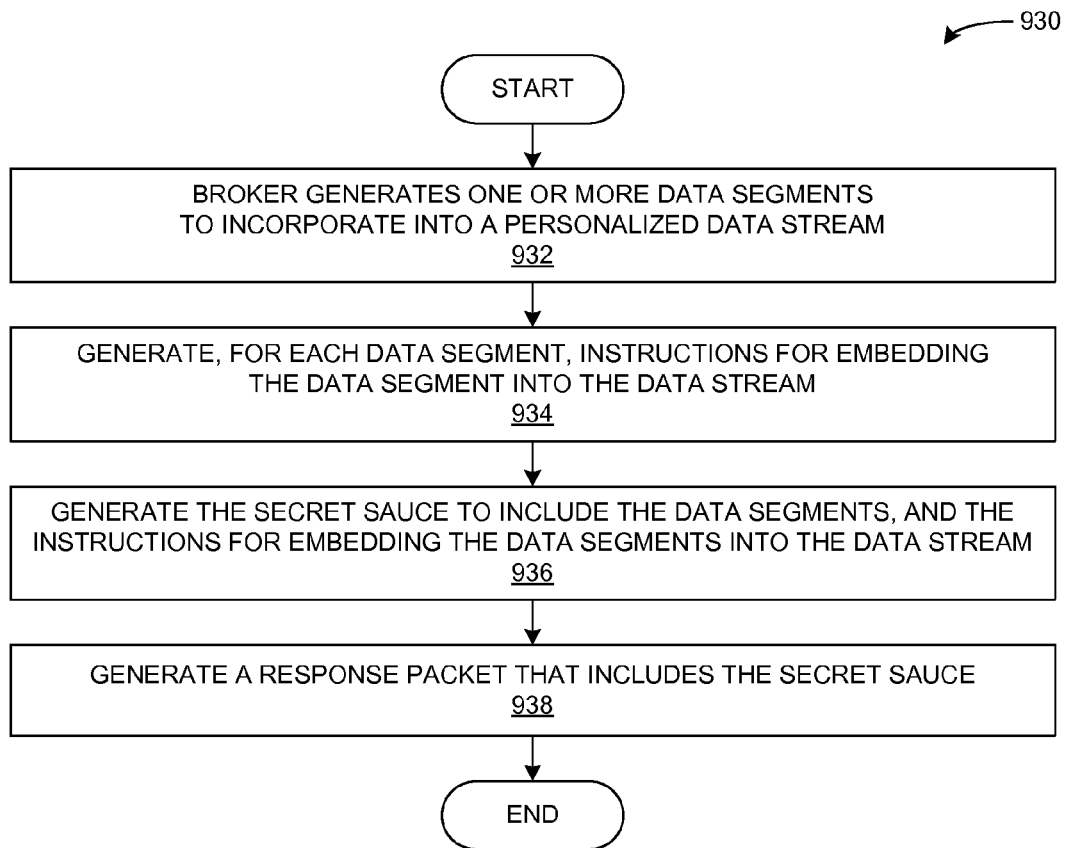 930
START
BROKER GENERATES ONE OR MORE DATA SEGMENTS
TO INCORPORATE INTO A PERSONALIZED DATA STREAM
932
GENERATE, FOR EACH DATA SEGMENT, INSTRUCTIONS FOR EMBEDDING
THE DATA SEGMENT INTO THE DATA STREAM
934
GENERATE THE SECRET SAUCE TO INCLUDE THE DATA SEGMENTS, AND THE
INSTRUCTIONS FOR EMBEDDING THE DATA SEGMENTS INTO THE DATA STREAM
936
GENERATE A RESPONSE PACKET THAT INCLUDES THE SECRET SAUCE
938
END